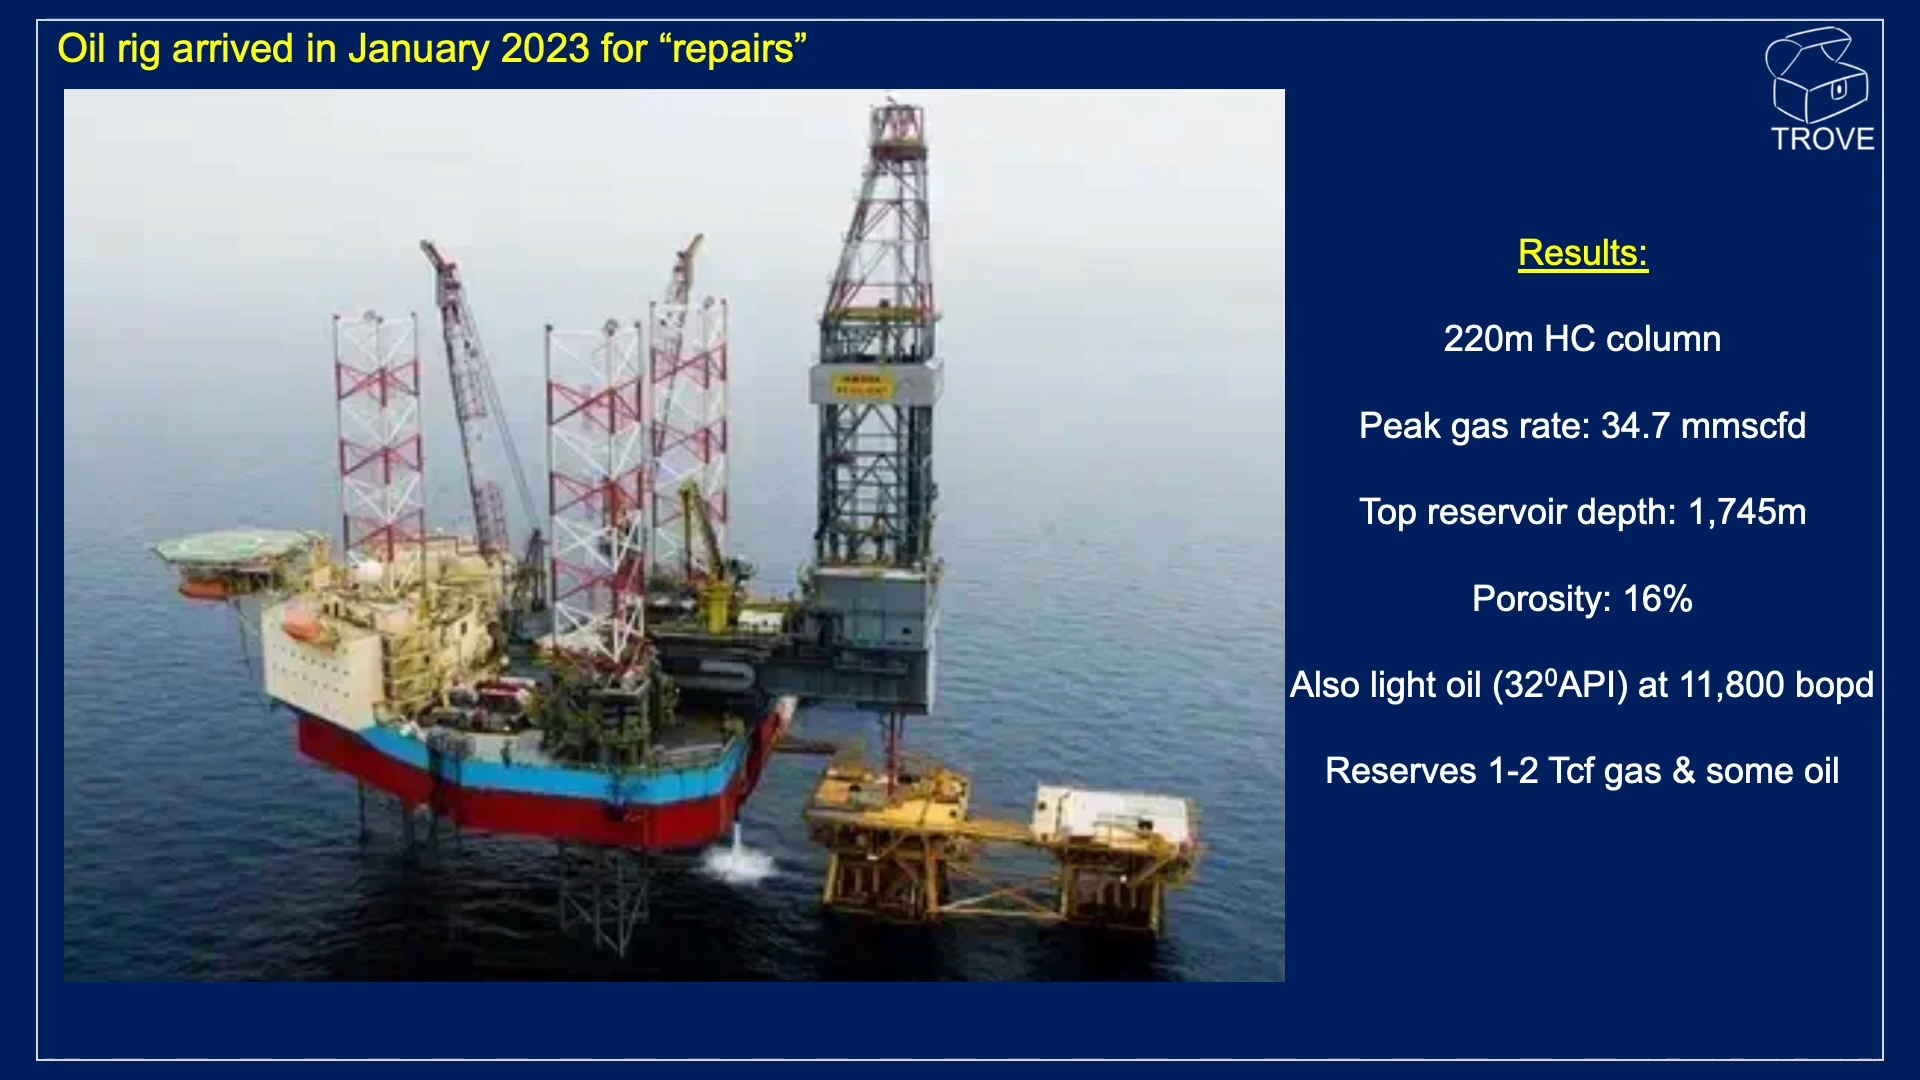 Oil rig arrived in January 2023 for “repairs”
TROVE
Results:
220m HC column
Peak gas rate: 34.7 mmscfd
Top reservoir depth: 1,745m
Porosity: 16%
Also light oil (32⁰API) at 11,800 bopd
Reserves 1-2 Tcf gas & some oil